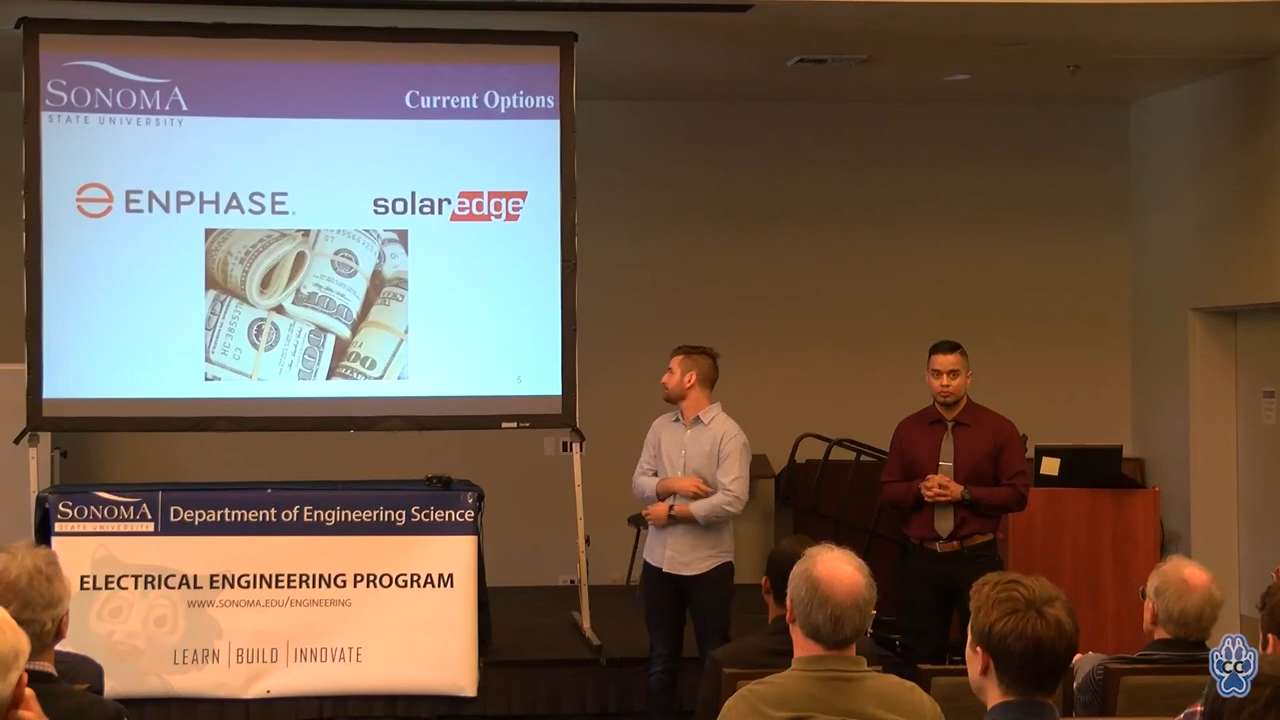 SONOMA
STATE UNIVERSITY
Current Options
ENPHASE
solaredge
100
5
SONOMA
STATE UNIVERSITY
Department of Engineering Science
ELECTRICAL ENGINEERING PROGRAM
WWW.SONOMA.EDU/ENGINEERING
LEARN | BUILD | INNOVATE
CC